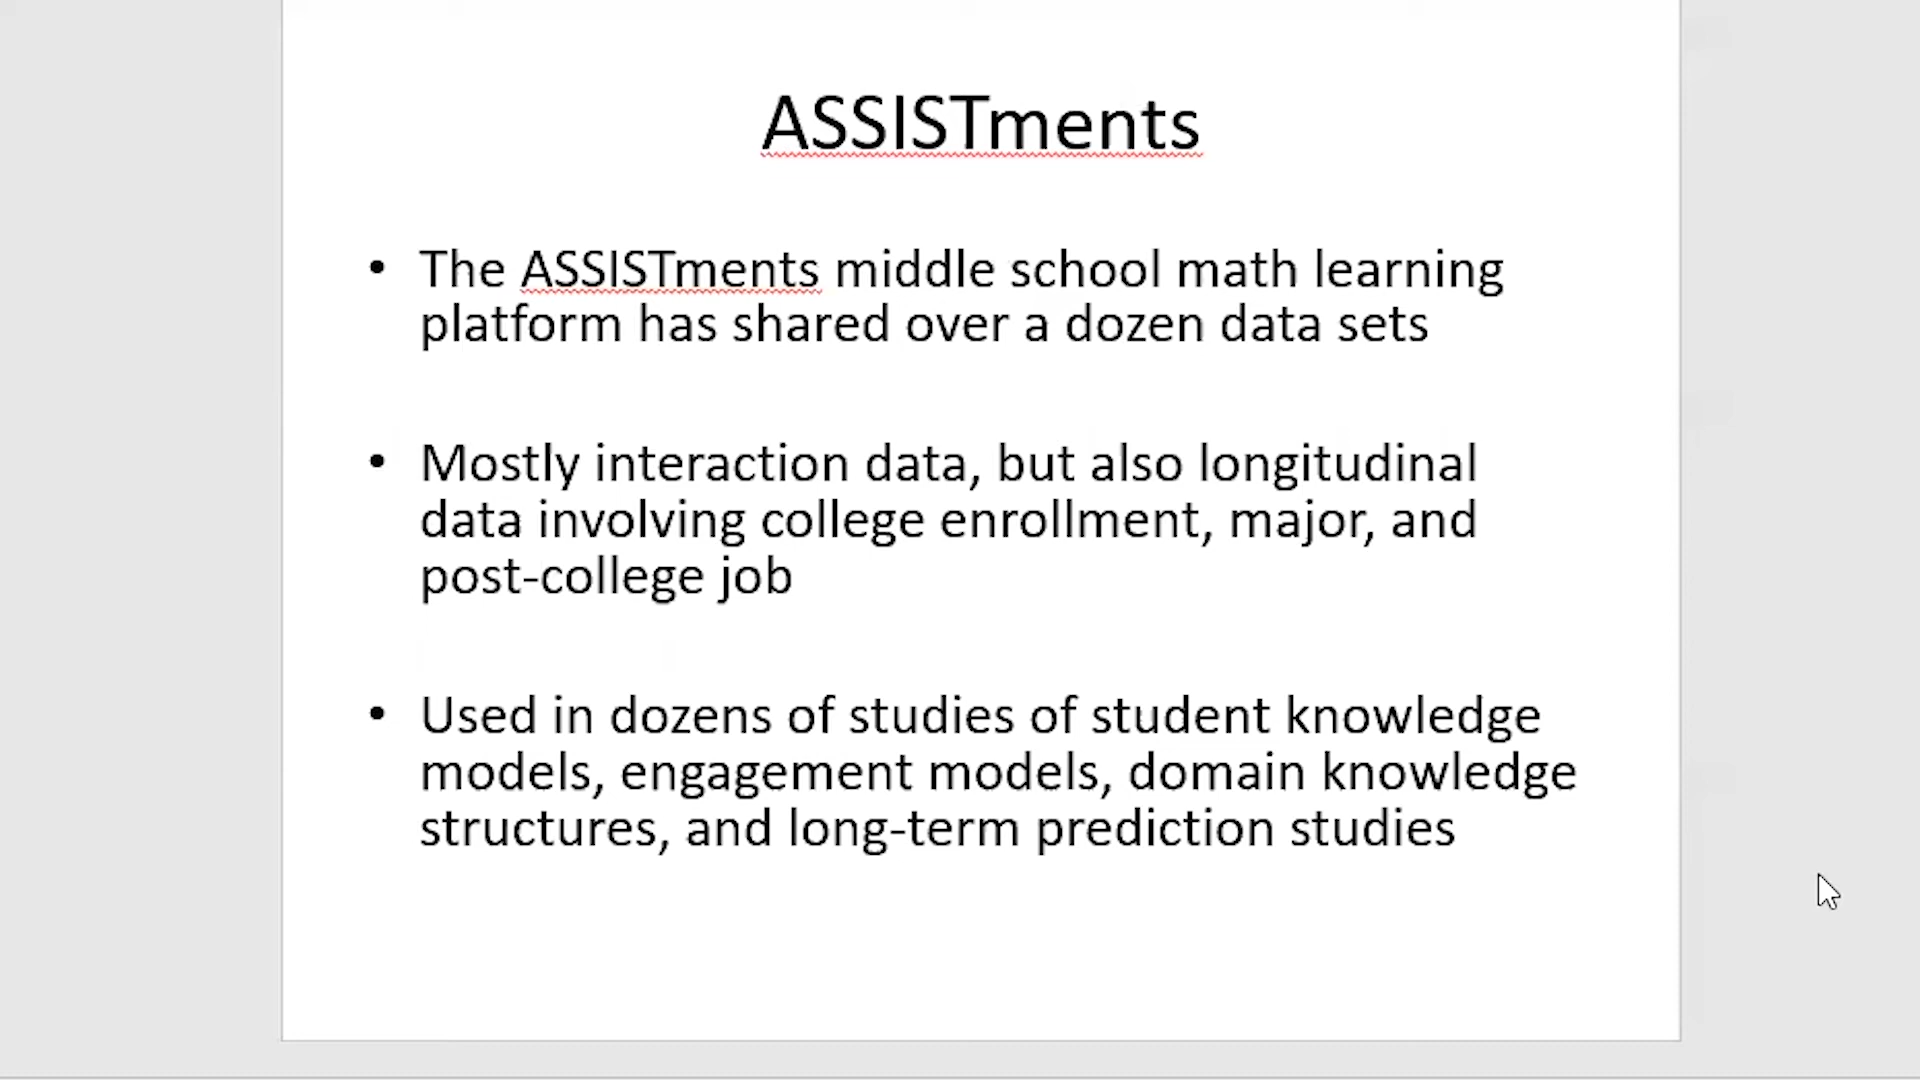 ASSISTments
• The ASSISTments middle school math learning
platform has shared over a dozen data sets
• Mostly interaction data, but also longitudinal
data involving college enrollment, major, and
post-college job
• Used in dozens of studies of student knowledge
models, engagement models, domain knowledge
structures, and long-term prediction studies